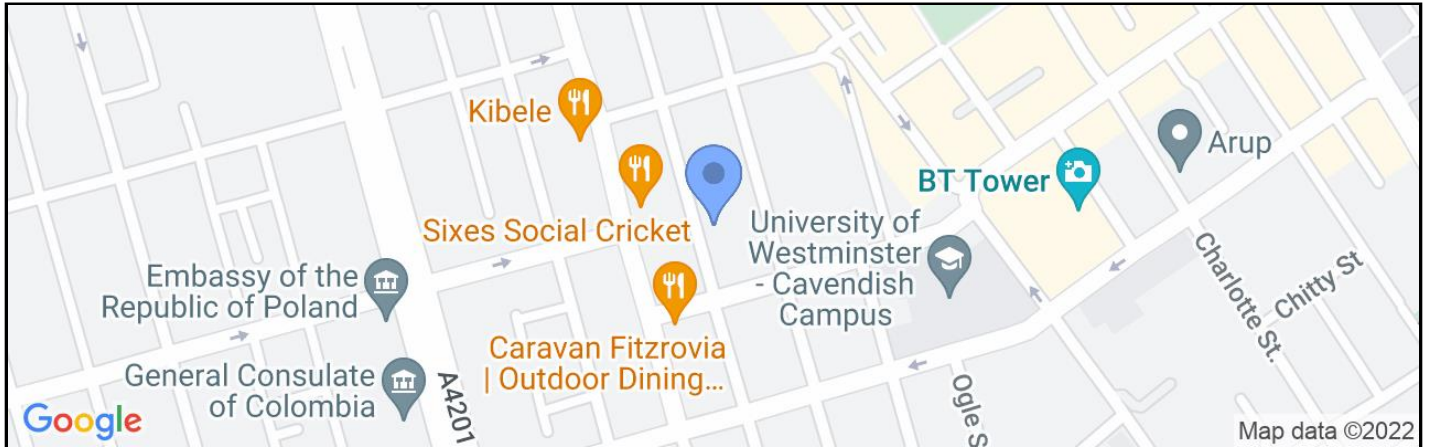 Kibele
Sixes Social Cricket
BT Tower
Arup
University of
Westminster
- Cavendish
Campus
Embassy of the
Republic of Poland
Caravan Fitzrovia
| Outdoor Dining...
General Consulate
of Colombia
A4201
Ogle S
Charlotte St.
Chitty St
Google
Map data ©2022